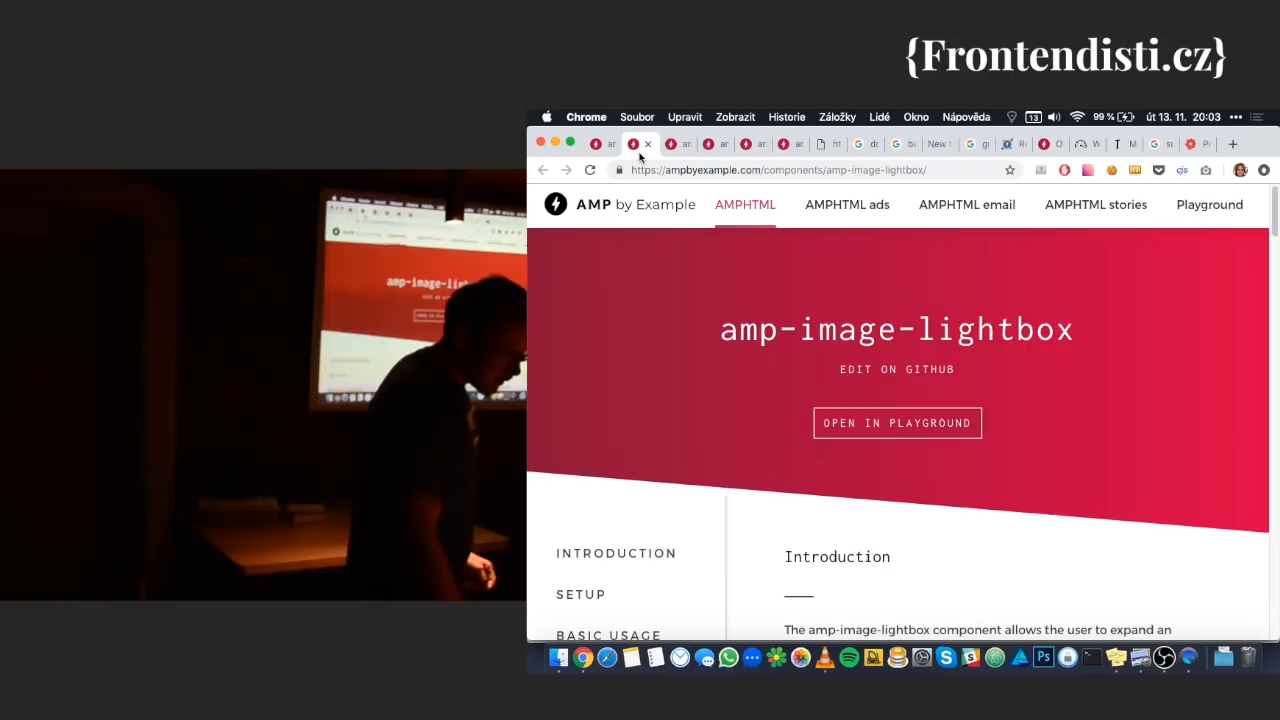 {Frontendisti.cz}
Chrome Soubor Upravit Zobrazit Historie Záložky Lidé Okno Nápověda 13 99 % út 13. 11. 20:03
https://ampbyexample.com/components/amp-image-lightbox/
AMP by Example AMPHTML AMPHTML ads AMPHTML email AMPHTML stories Playground
amp-image-lightbox
EDIT ON GITHUB
OPEN IN PLAYGROUND
INTRODUCTION
SETUP
BASIC USAGE
Introduction
The amp-image-lightbox component allows the user to expand an